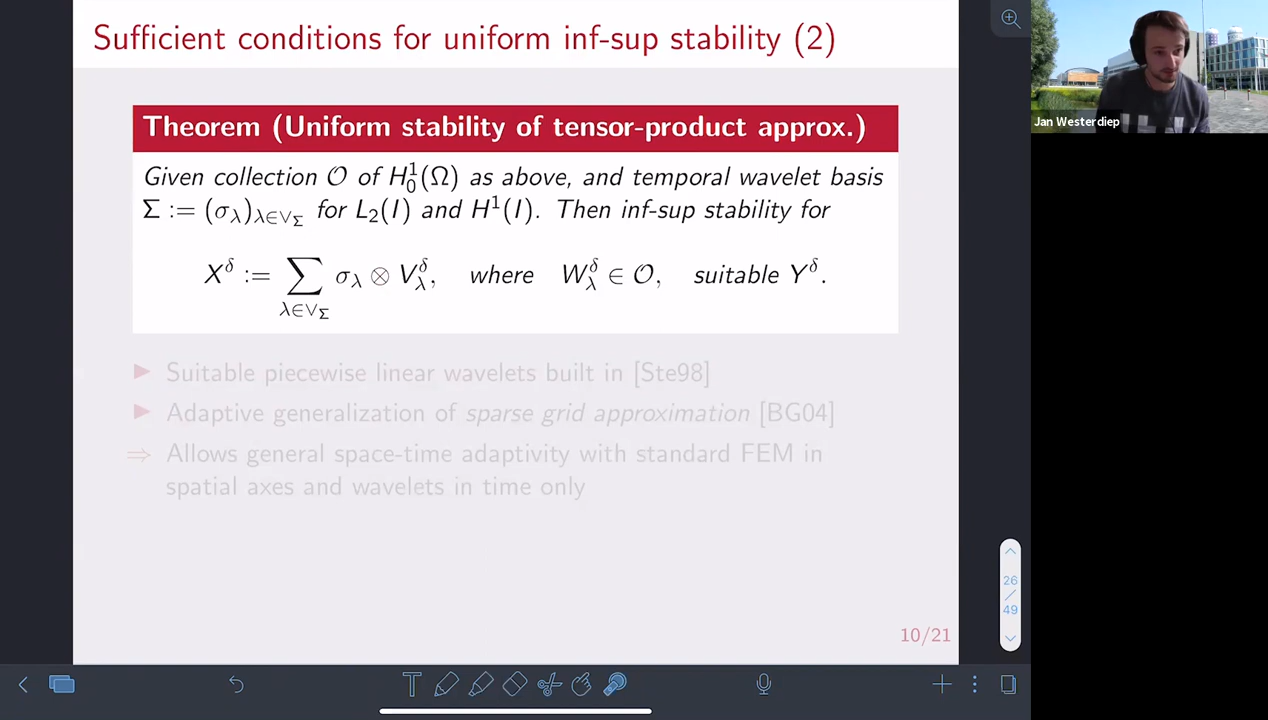 Sufficient conditions for uniform inf-sup stability (2)
Theorem (Uniform stability of tensor-product approx.)
Given collection 𝒪 of H₀¹(Ω) as above, and temporal wavelet basis
Σ := (σ_λ)_{λ∈∨_Σ} for L₂(I) and H¹(I). Then inf-sup stability for
X^δ := ∑_{λ∈∨_Σ} σ_λ ⊗ V_λ^δ, where W_λ^δ ∈ 𝒪, suitable Y^δ.
▶ Suitable piecewise linear wavelets built in [Ste98]
▶ Adaptive generalization of sparse grid approximation [BG04]
⇒ Allows general space-time adaptivity with standard FEM in
spatial axes and wavelets in time only
10/21
26
/
49
T
Jan Westerdiep